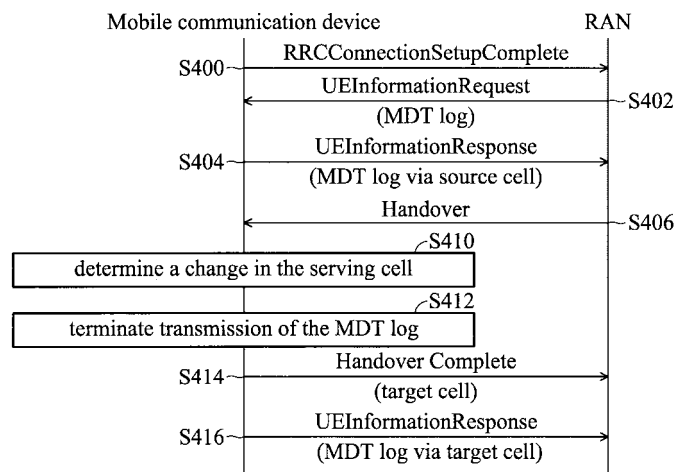 Mobile communication device
RAN
RRCConnectionSetupComplete
S400
UEInformationRequest
S402
(MDT log)
UEInformationResponse
S404
(MDT log via source cell)
Handover
S406
S410
determine a change in the serving cell
S412
terminate transmission of the MDT log
Handover Complete
S414
(target cell)
UEInformationResponse
S416
(MDT log via target cell)